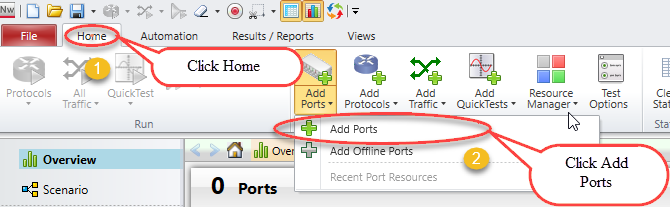 Nw
File
Home
Automation
Results / Reports
Views
1
Click Home
Protocols
All
Traffic
QuickTest
Run
Add
Ports
Add
Protocols
Add
Traffic
Add
QuickTests
Resource
Manager
Test
Options
Cle
Sta
Sta
Add Ports
Add Offline Ports
Recent Port Resources
2
Click Add
Ports
Overview
Scenario
Ove
0 Ports